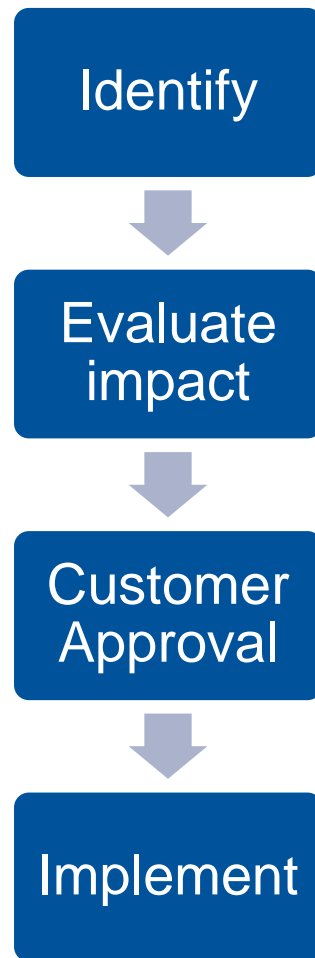 Identify
Evaluate
impact
Customer
Approval
Implement